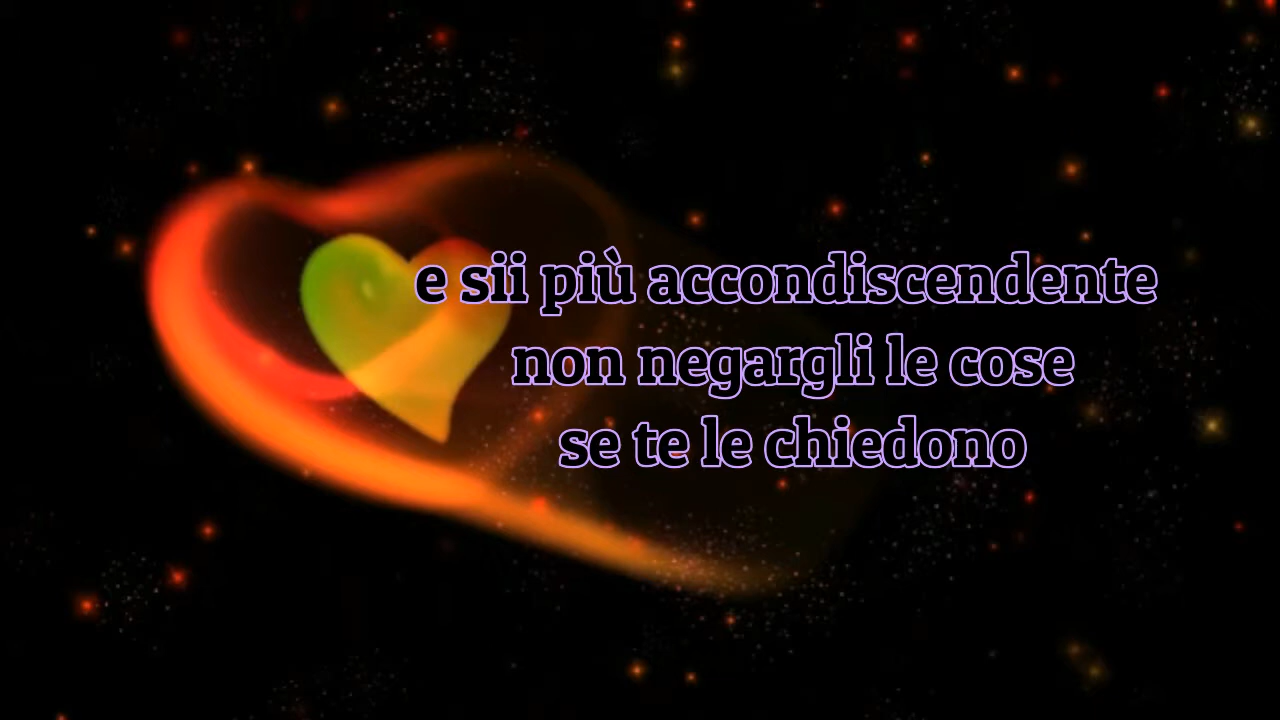 e sii più accondiscendente
non negargli le cose
se te le chiedono